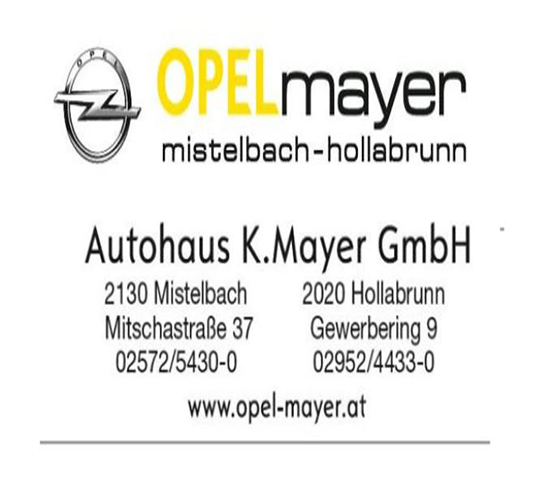 OPEL
OPELmayer
mistelbach-hollabrunn
Autohaus K.Mayer GmbH
2130 Mistelbach 2020 Hollabrunn
Mitschastraße 37 Gewerbering 9
02572/5430-0 02952/4433-0
www.opel-mayer.at